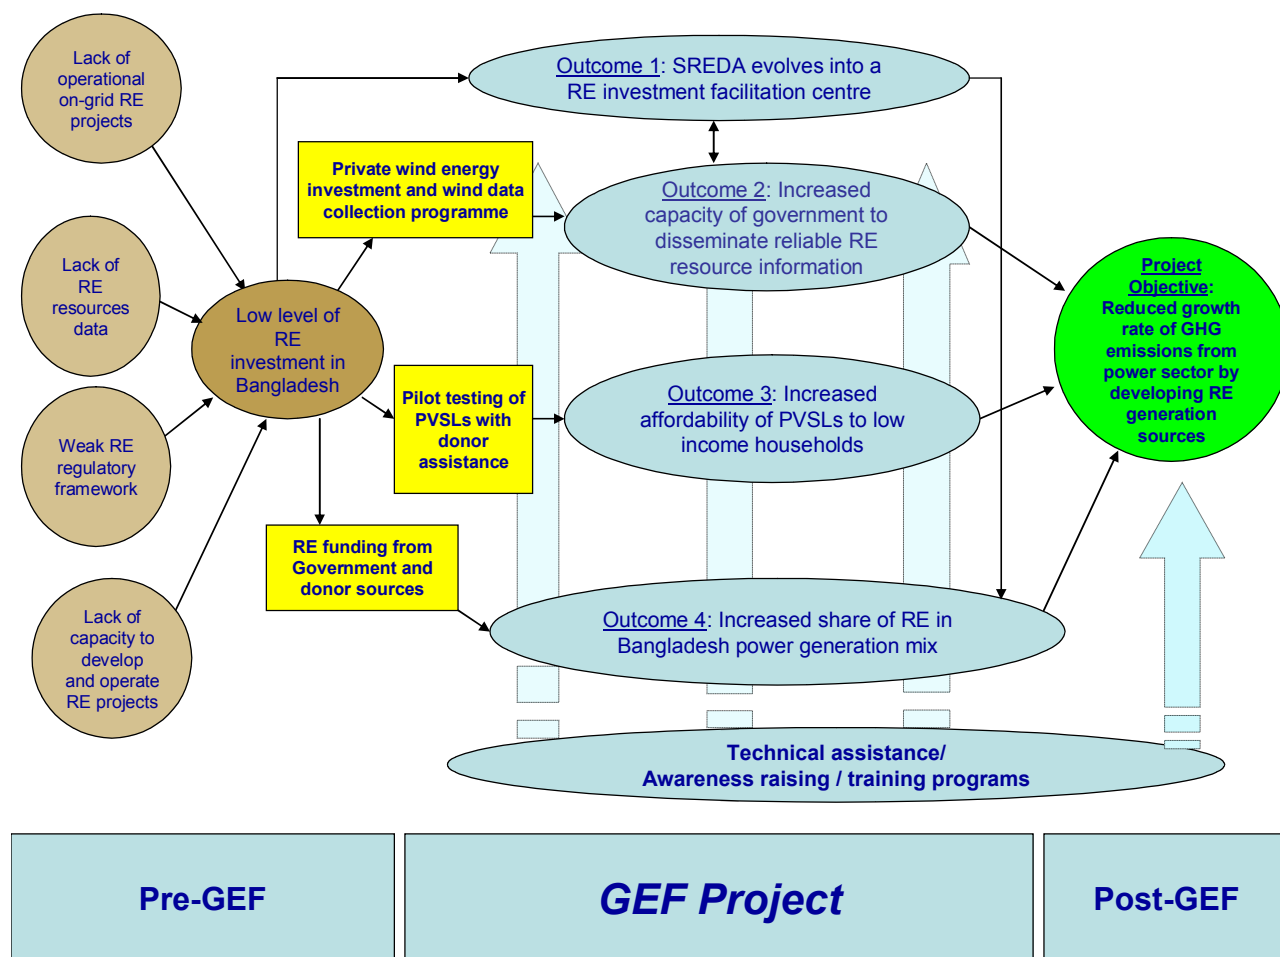 Lack of
operational
on-grid RE
projects
Lack of
RE
resources
data
Weak RE
regulatory
framework
Lack of
capacity to
develop
and operate
RE projects
Low level of
RE
investment in
Bangladesh
Private wind energy
investment and wind data
collection programme
Pilot testing of
PVSLs with
donor
assistance
RE funding from
Government and
donor sources
Outcome 1: SREDA evolves into a
RE investment facilitation centre
Outcome 2: Increased
capacity of government to
disseminate reliable RE
resource information
Outcome 3: Increased
affordability of PVSLs to low
income households
Outcome 4: Increased share of RE in
Bangladesh power generation mix
Technical assistance/
Awareness raising / training programs
Project
Objective:
Reduced growth
rate of GHG
emissions from
power sector by
developing RE
generation
sources
Pre-GEF
GEF Project
Post-GEF